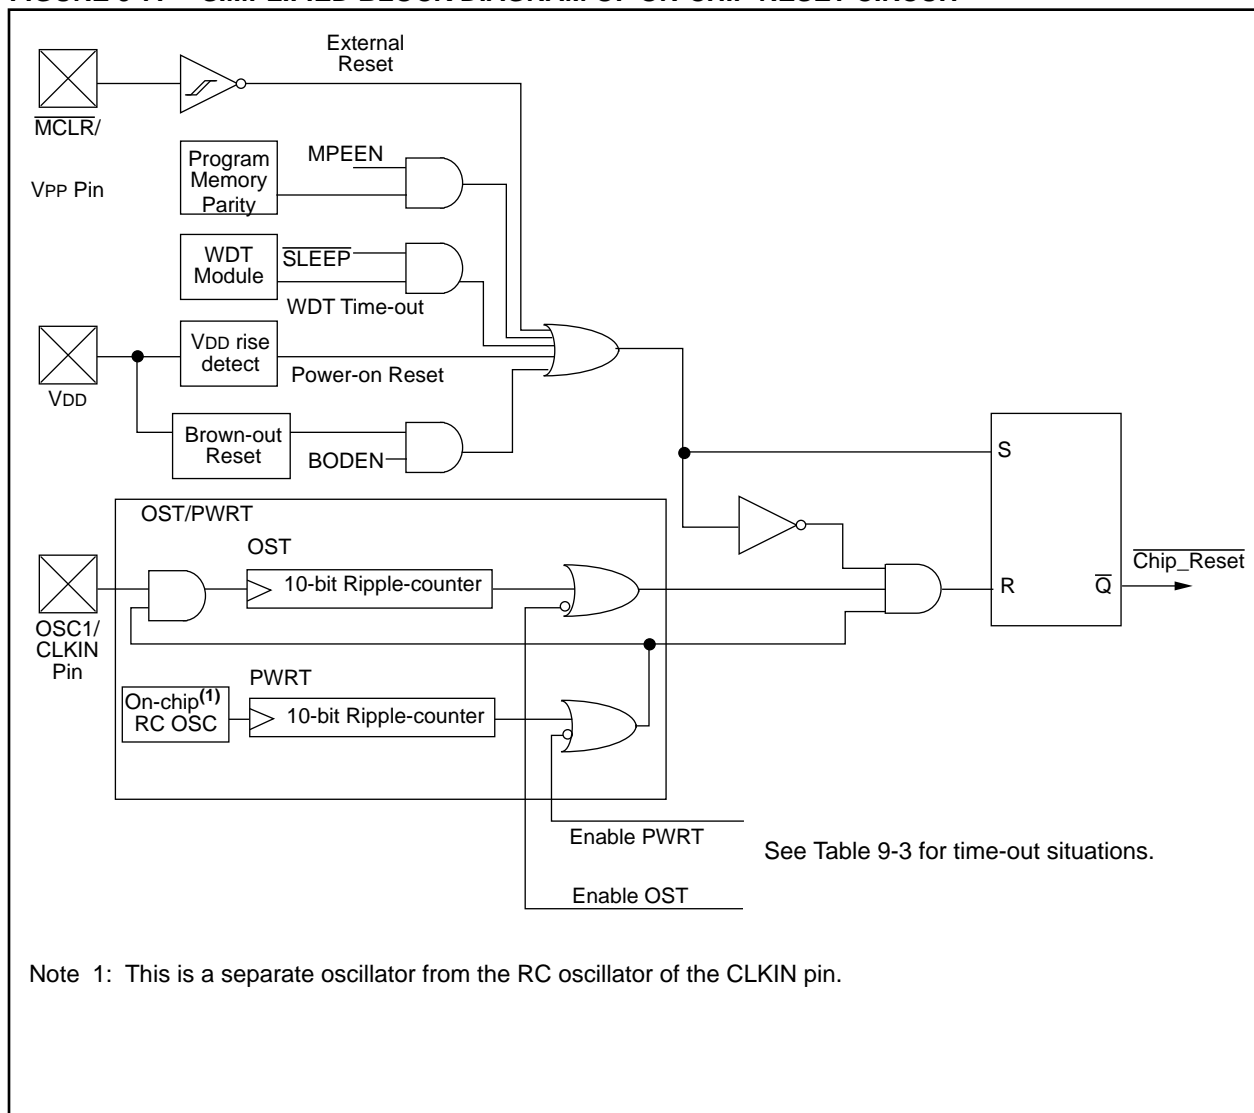 External
Reset
MCLR/
VPP Pin
Program
Memory
Parity
MPEEN
WDT
Module
SLEEP
WDT Time-out
VDD
VDD rise
detect
Power-on Reset
Brown-out
Reset
BODEN
S
R
Q
Chip_Reset
OST/PWRT
OST
10-bit Ripple-counter
OSC1/
CLKIN
Pin
PWRT
On-chip(1)
RC OSC
10-bit Ripple-counter
Enable PWRT
See Table 9-3 for time-out situations.
Enable OST
Note 1: This is a separate oscillator from the RC oscillator of the CLKIN pin.